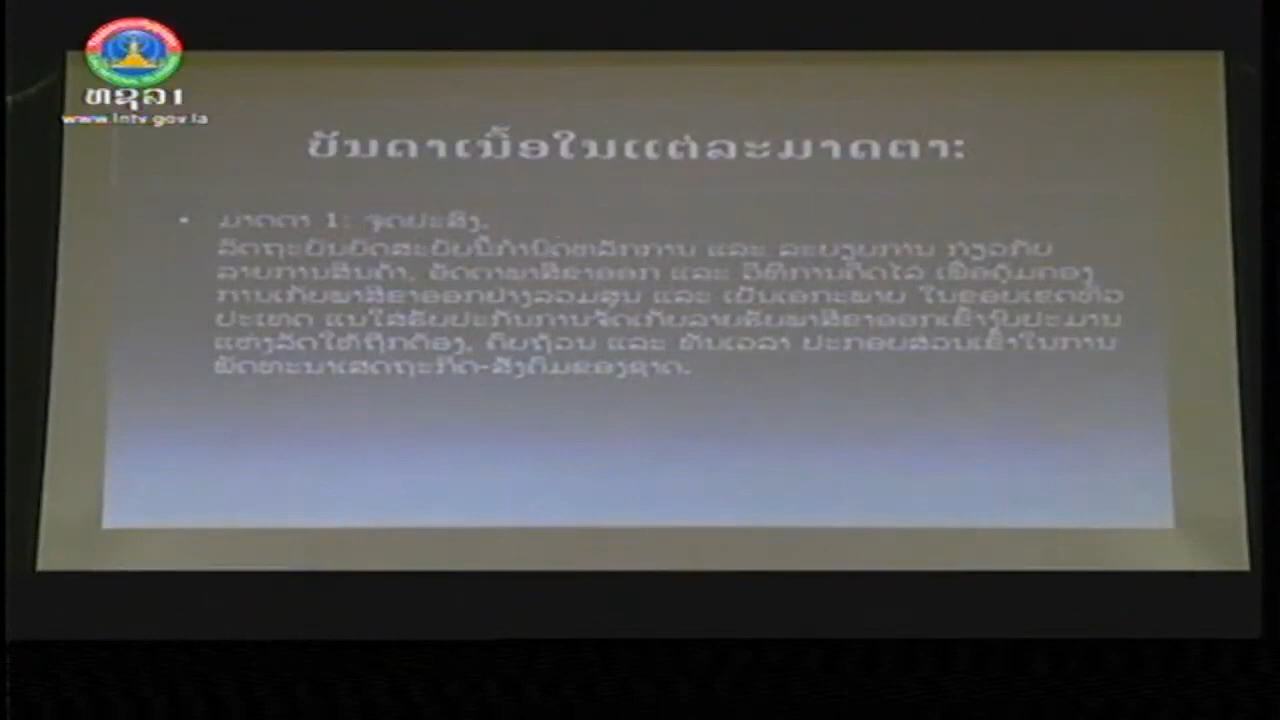 ທຊລ1
www.lntv.gov.la
ບັນດາເນື້ອໃນແຕ່ລະມາດຕາ:
• ມາດຕາ 1: ຈຸດປະສົງ.
ລັດຖະບັນຍັດສະບັບນີ້ກຳນົດຫລັກການ ແລະ ລະບຽບການ ກ່ຽວກັບ
ລາຍການສິນຄ້າ, ອັດຕາພາສີຂາອອກ ແລະ ວິທີການຄິດໄລ່ ເພື່ອຄຸ້ມຄອງ
ການເກັບພາສີຂາອອກຢ່າງລວມສູນ ແລະ ເປັນເອກະພາບ ໃນຂອບເຂດທົ່ວ
ປະເທດ ແນໃສ່ຮັບປະກັນການຈັດເກັບລາຍຮັບພາສີຂາອອກເຂົ້າງົບປະມານ
ແຫ່ງລັດໃຫ້ຖືກຕ້ອງ, ຄົບຖ້ວນ ແລະ ທັນເວລາ ປະກອບສ່ວນເຂົ້າໃນການ
ພັດທະນາເສດຖະກິດ-ສັງຄົມຂອງຊາດ.